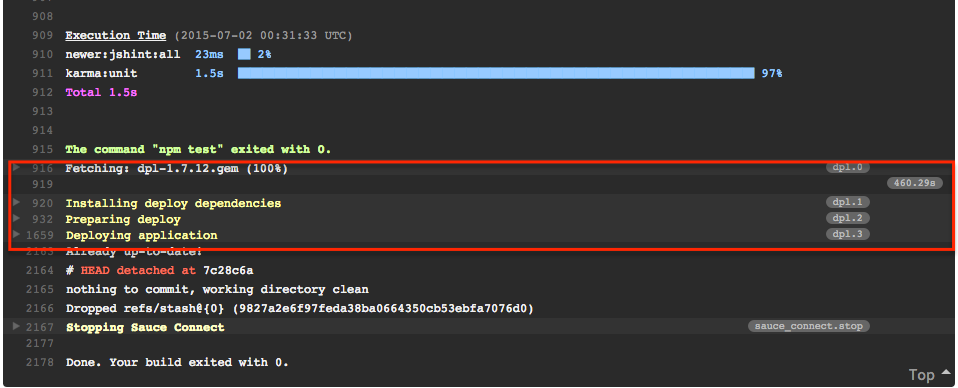 908
909 Execution Time (2015-07-02 00:31:33 UTC)
910 newer:jshint:all 23ms 2%
911 karma:unit 1.5s 97%
912 Total 1.5s
913
914
915 The command "npm test" exited with 0.
916 Fetching: dpl-1.7.12.gem (100%) dpl.0
919 460.29s
920 Installing deploy dependencies dpl.1
932 Preparing deploy dpl.2
1659 Deploying application dpl.3
2163 Already up-to-date!
2164 # HEAD detached at 7c28c6a
2165 nothing to commit, working directory clean
2166 Dropped refs/stash@{0} (9827a2e6f97feda38ba0664350cb53ebfa7076d0)
2167 Stopping Sauce Connect sauce_connect.stop
2177
2178 Done. Your build exited with 0.
Top